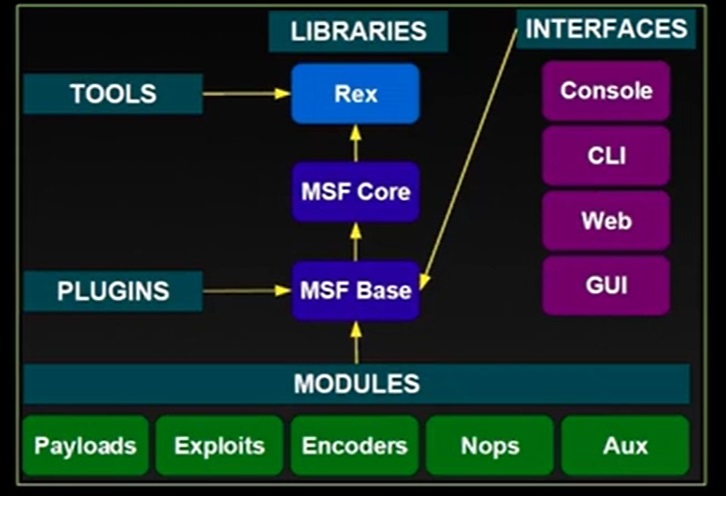 LIBRARIES
INTERFACES
TOOLS
Rex
Console
CLI
MSF Core
Web
PLUGINS
MSF Base
GUI
MODULES
Payloads
Exploits
Encoders
Nops
Aux